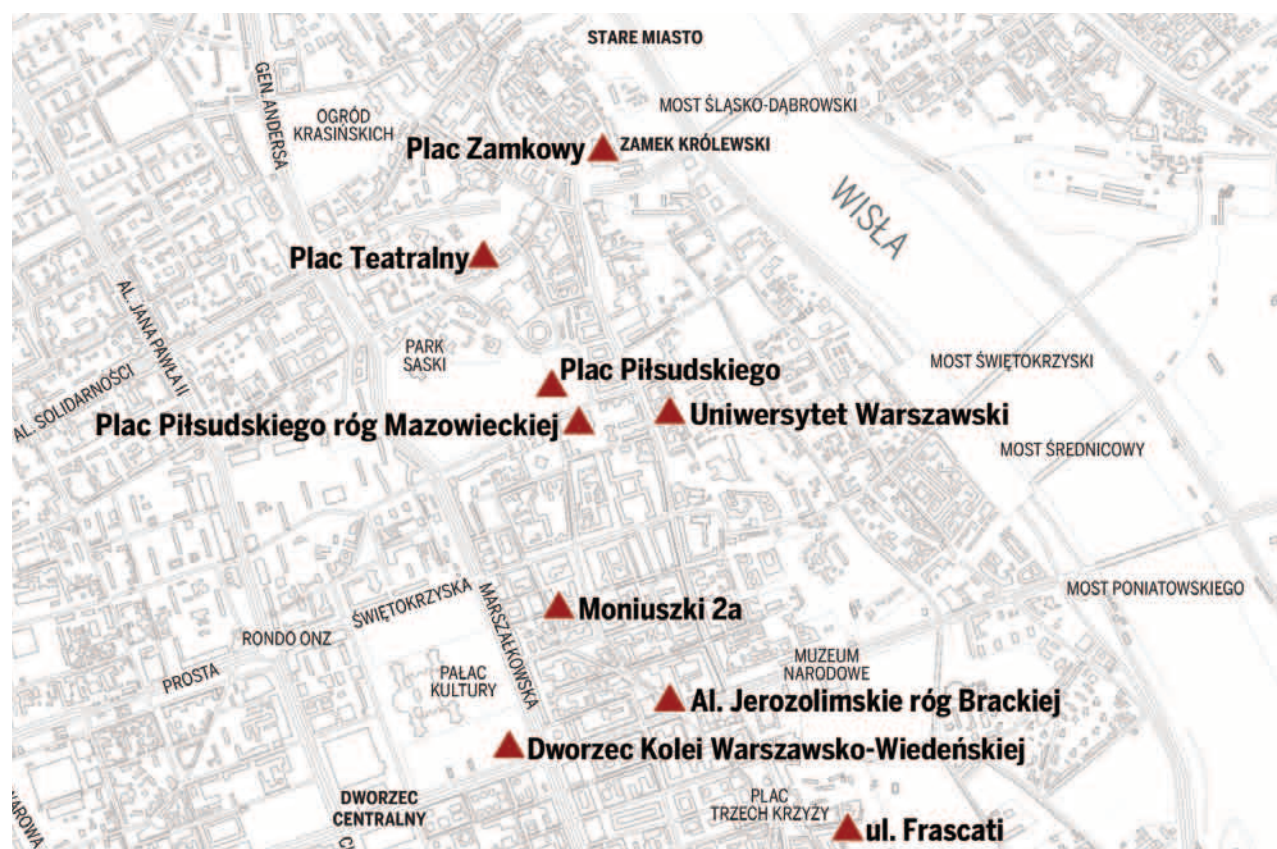 STARE MIASTO
MOST ŚLĄSKO-DĄBROWSKI
GEN. ANDERSA
OGRÓD
KRASIŃSKICH
Plac Zamkowy
ZAMEK KRÓLEWSKI
WISŁA
Plac Teatralny
AL. JANA PAWŁA II
PARK
SASKI
MOST ŚWIĘTOKRZYSKI
Plac Piłsudskiego
AL. SOLIDARNOŚCI
Plac Piłsudskiego róg Mazowieckiej
Uniwersytet Warszawski
MOST ŚREDNICOWY
MOST PONIATOWSKIEGO
ŚWIĘTOKRZYSKA
MARSZAŁKOWSKA
Moniuszki 2a
RONDO ONZ
PROSTA
PAŁAC
KULTURY
MUZEUM
NARODOWE
Al. Jerozolimskie róg Brackiej
Dworzec Kolei Warszawsko-Wiedeńskiej
DWORZEC
CENTRALNY
PLAC
TRZECH KRZYŻY
ul. Frascati